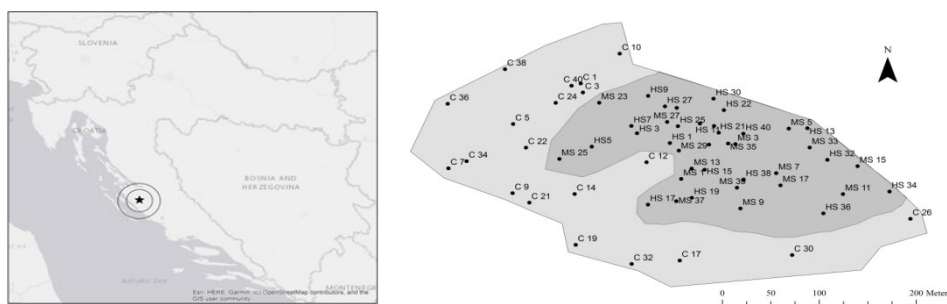 SLOVENIA
CROATIA
BOSNIA AND
HERZEGOVINA
Adriatic Sea
MONTENEGR
Esri, HERE, Garmin, (c) OpenStreetMap contributors, and the
GIS user community
N
C 10
C 38
C 40
C 1
C 3
C 36
C 24
MS 23
HS9
HS 30
HS 27
HS 22
C 5
HS7
MS 27
HS 25
HS 21
HS 40
MS 5
HS 13
HS 3
C 22
HS5
HS 1
MS 3
MS 33
MS 29
MS 35
MS 25
C 12
HS 32
MS 15
C 34
C 7
MS 13
HS 15
MS 7
MS 1
HS 38
MS 39
MS 17
C 9
C 14
MS 11
HS 34
C 21
HS 17
HS 19
MS 37
MS 9
HS 36
C 26
C 19
C 32
C 17
C 30
0 50 100 200 Meter